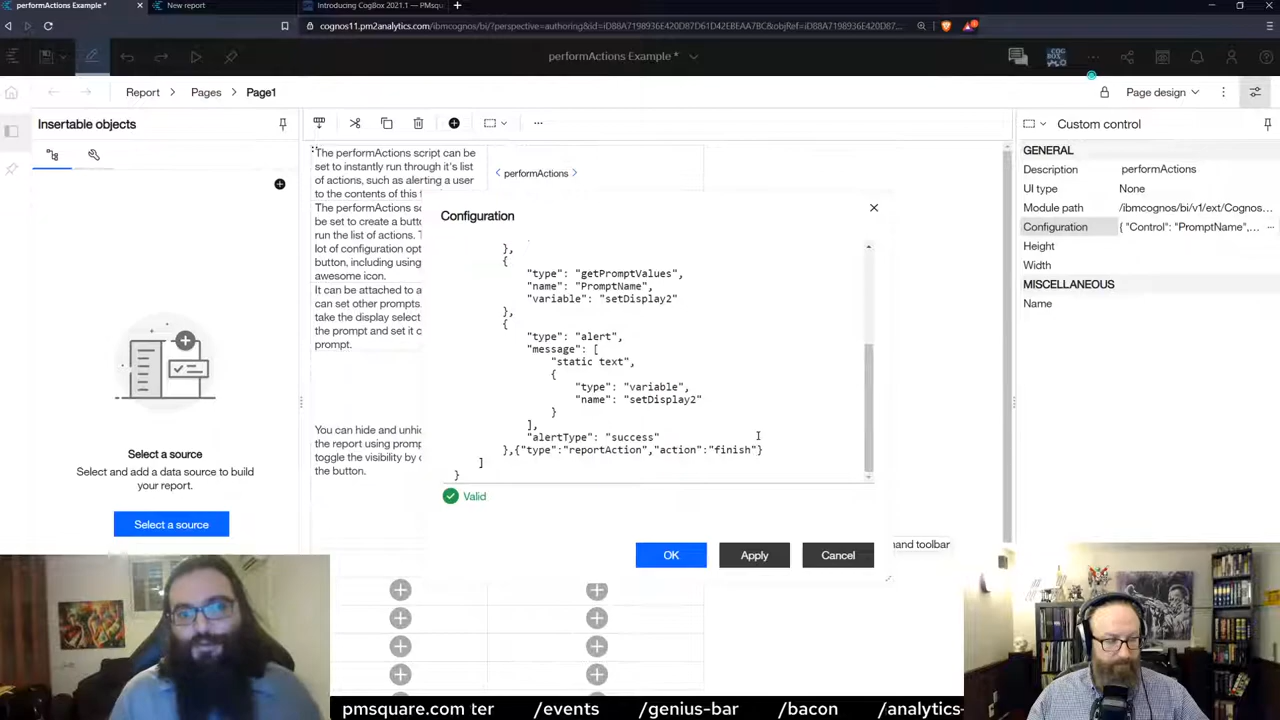 performActions Example *
New report
Introducing CogBox 2021.1 – PMsqu
cognos11.pm2analytics.com/ibmcognos/bi/?perspective=authoring&id=iD88A7198936E420D87D61D42EBEAA7BC&objRef=iD88A7198936E420D87...
performActions Example *
COG
BOX
Report
Pages
Page1
Page design
Insertable objects
Custom control
The performActions script can be
set to instantly run through it's list
of actions, such as alerting a user
to the contents of this
performActions
The performActions
be set to create a butt
run the list of actions.
lot of configuration
button, including using
awesome icon.
It can be attached to a
can set other prompts.
take the display select
the prompt and set it
prompt.
You can hide and
the report using
toggle the visibility by
the button.
Configuration
},
{
"type": "getPromptValues",
"name": "PromptName",
"variable": "setDisplay2"
},
{
"type": "alert",
"message": [
"static text",
{
"type": "variable",
"name": "setDisplay2"
}
],
"alertType": "success"
},{"type":"reportAction","action":"finish"}
]
}
Valid
OK
Apply
Cancel
GENERAL
Description performActions
UI type None
Module path /ibmcognos/bi/v1/ext/Cognos...
Configuration { "Control": "PromptName",... ...
Height
Width
MISCELLANEOUS
Name
Select a source
Select and add a data source to build
your report.
Select a source
and toolbar
pmsquare.com ter /events /genius-bar /bacon /analytics-